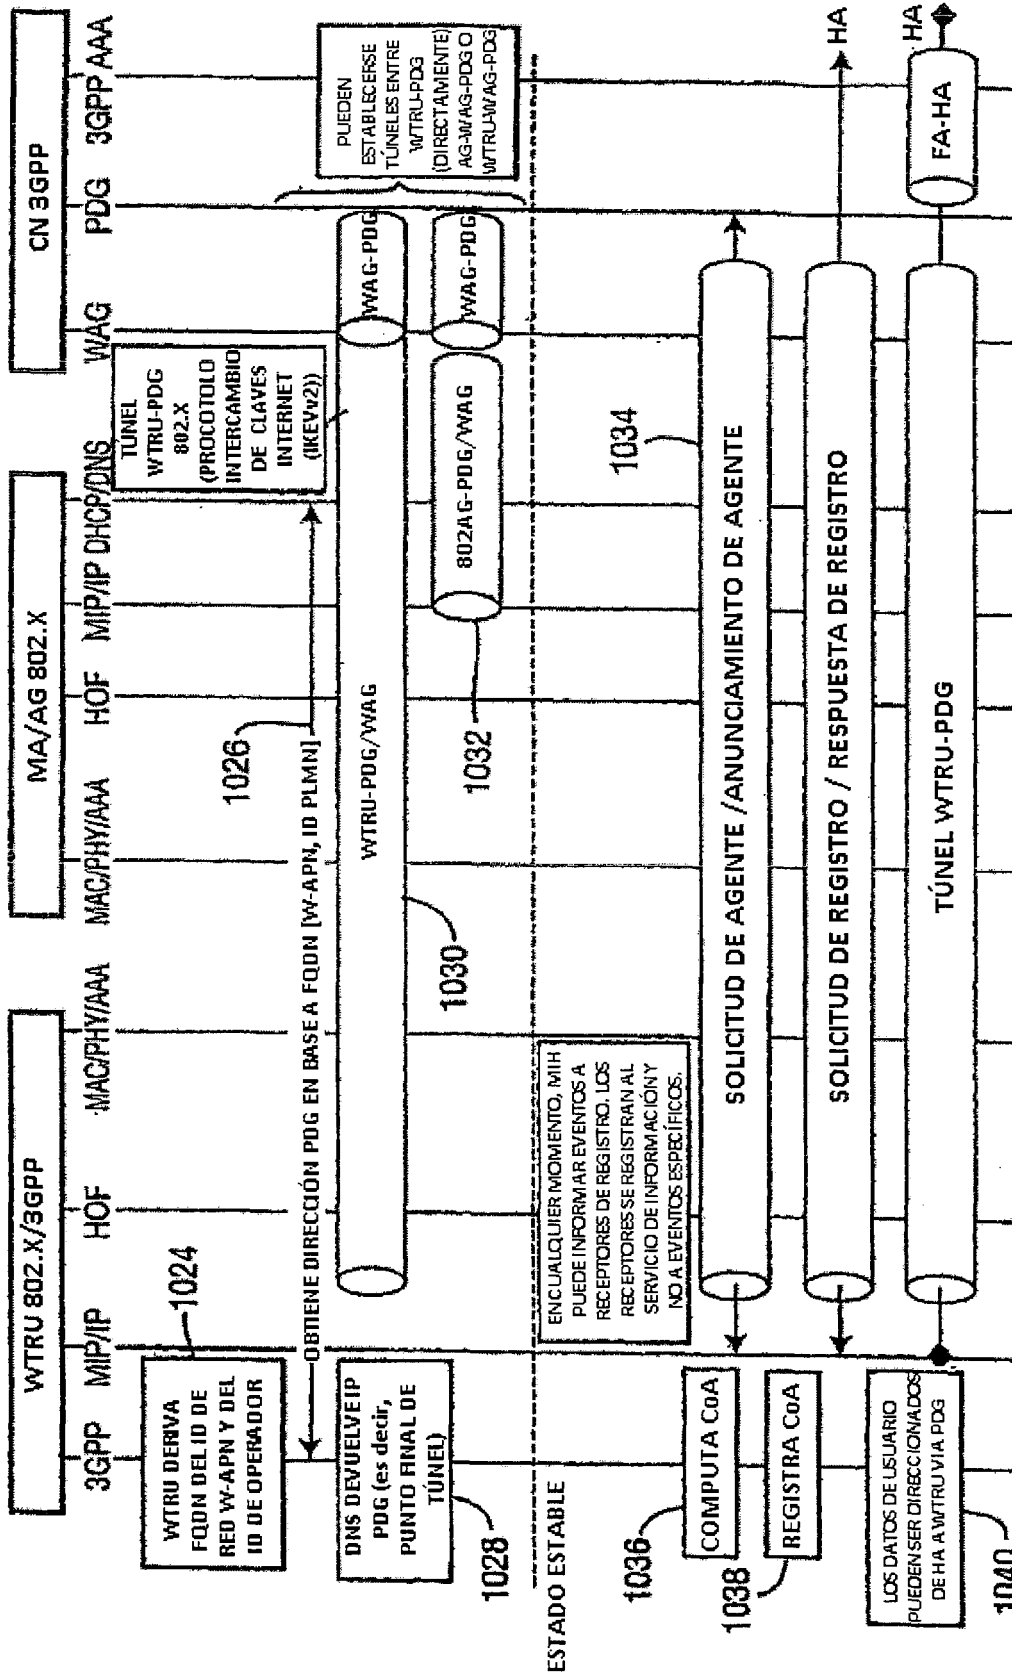 WTRU 802.X/3GPP
MA/AG 802.X
CN 3GPP
3GPP
MIP/IP
HOF
MAC/PHY/AAA
MAC/PHY/AAA
HOF
MIP/IP
DHCP/DNS
WAG
PDG
3GPP AAA
WTRU DERIVA
FQDN DEL ID DE
RED W-APN Y DEL
ID DE OPERADOR
1024
TÚNEL
WTRU-PDG
802.X
(PROCOTOLO
INTERCAMBIO
DE CLAVES
INTERNET
(IKEV2))
1026
OBTIENE DIRECCIÓN PDG EN BASE A FQDN [W-APN, ID PLMN]
DNS DEVUELVE IP
PDG (es decir,
PUNTO FINAL DE
TÚNEL)
1028
WTRU-PDG/WAG
WAG-PDG
1030
802AG-PDG/WAG
WAG-PDG
1032
PUEDEN
ESTABLECERSE
TÚNELES ENTRE
WTRU-PDG
(DIRECTAMENTE)
AG-WAG-PDG O
WTRU-WAG-PDG
ESTADO ESTABLE
ENCUALQUIER MOMENTO, MIH
PUEDE INFORMAR EVENTOS A
RECEPTORES DE REGISTRO. LOS
RECEPTORES SE REGISTRAN AL
SERVICIO DE INFORMACIÓN Y
NO A EVENTOS ESPECÍFICOS.
1034
1036
COMPUTA CoA
SOLICITUD DE AGENTE /ANUNCIAMIENTO DE AGENTE
1038
REGISTRA CoA
SOLICITUD DE REGISTRO / RESPUESTA DE REGISTRO
HA
LOS DATOS DE USUARIO
PUEDEN SER DIRECCIONADOS
DE HA A WTRU VIA PDG
1040
TÚNEL WTRU-PDG
FA-HA
HA